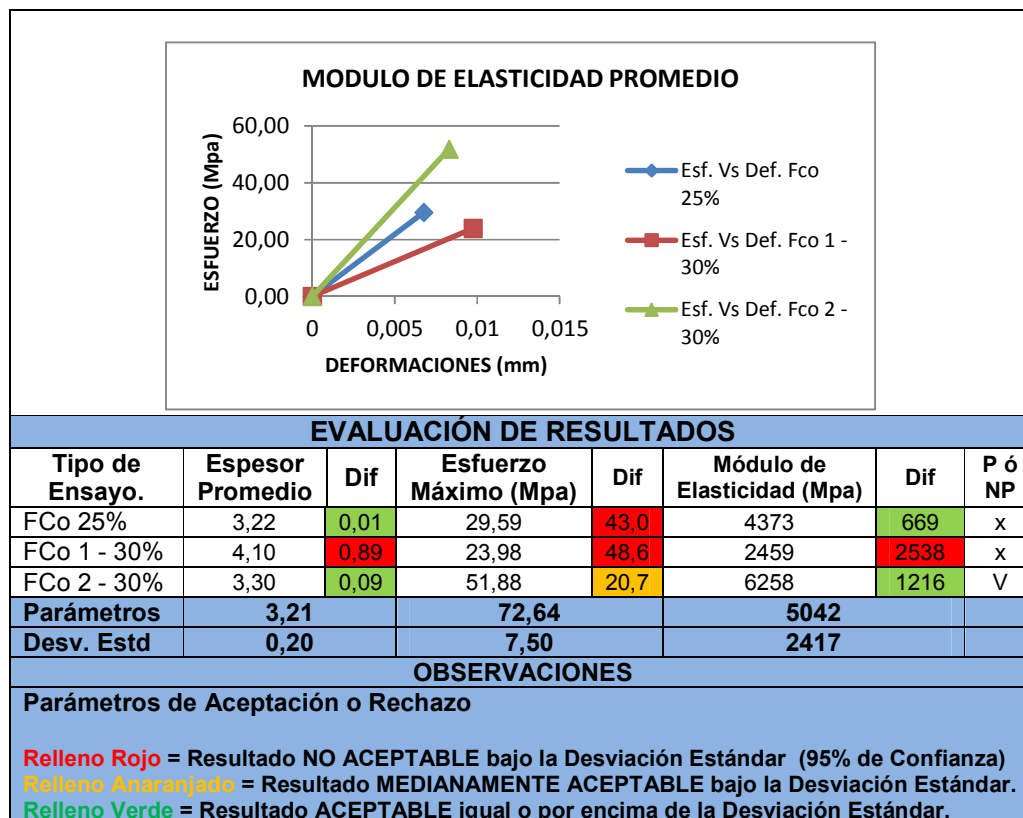 MODULO DE ELASTICIDAD PROMEDIO
ESFUERZO (Mpa)
60,00
40,00
20,00
0,00
0 0,005 0,01 0,015
DEFORMACIONES (mm)
Esf. Vs Def. Fco
25%
Esf. Vs Def. Fco 1 -
30%
Esf. Vs Def. Fco 2 -
30%
EVALUACIÓN DE RESULTADOS
Tipo de Ensayo. Espesor Promedio Dif Esfuerzo Máximo (Mpa) Dif Módulo de Elasticidad (Mpa) Dif P ó NP
FCo 25% 3,22 0,01 29,59 43,0 4373 669 x
FCo 1 - 30% 4,10 0,89 23,98 48,6 2459 2538 x
FCo 2 - 30% 3,30 0,09 51,88 20,7 6258 1216 V
Parámetros 3,21 72,64 5042
Desv. Estd 0,20 7,50 2417
OBSERVACIONES
Parámetros de Aceptación o Rechazo
Relleno Rojo = Resultado NO ACEPTABLE bajo la Desviación Estándar (95% de Confianza)
Relleno Anaranjado = Resultado MEDIANAMENTE ACEPTABLE bajo la Desviación Estándar.
Relleno Verde = Resultado ACEPTABLE igual o por encima de la Desviación Estándar.